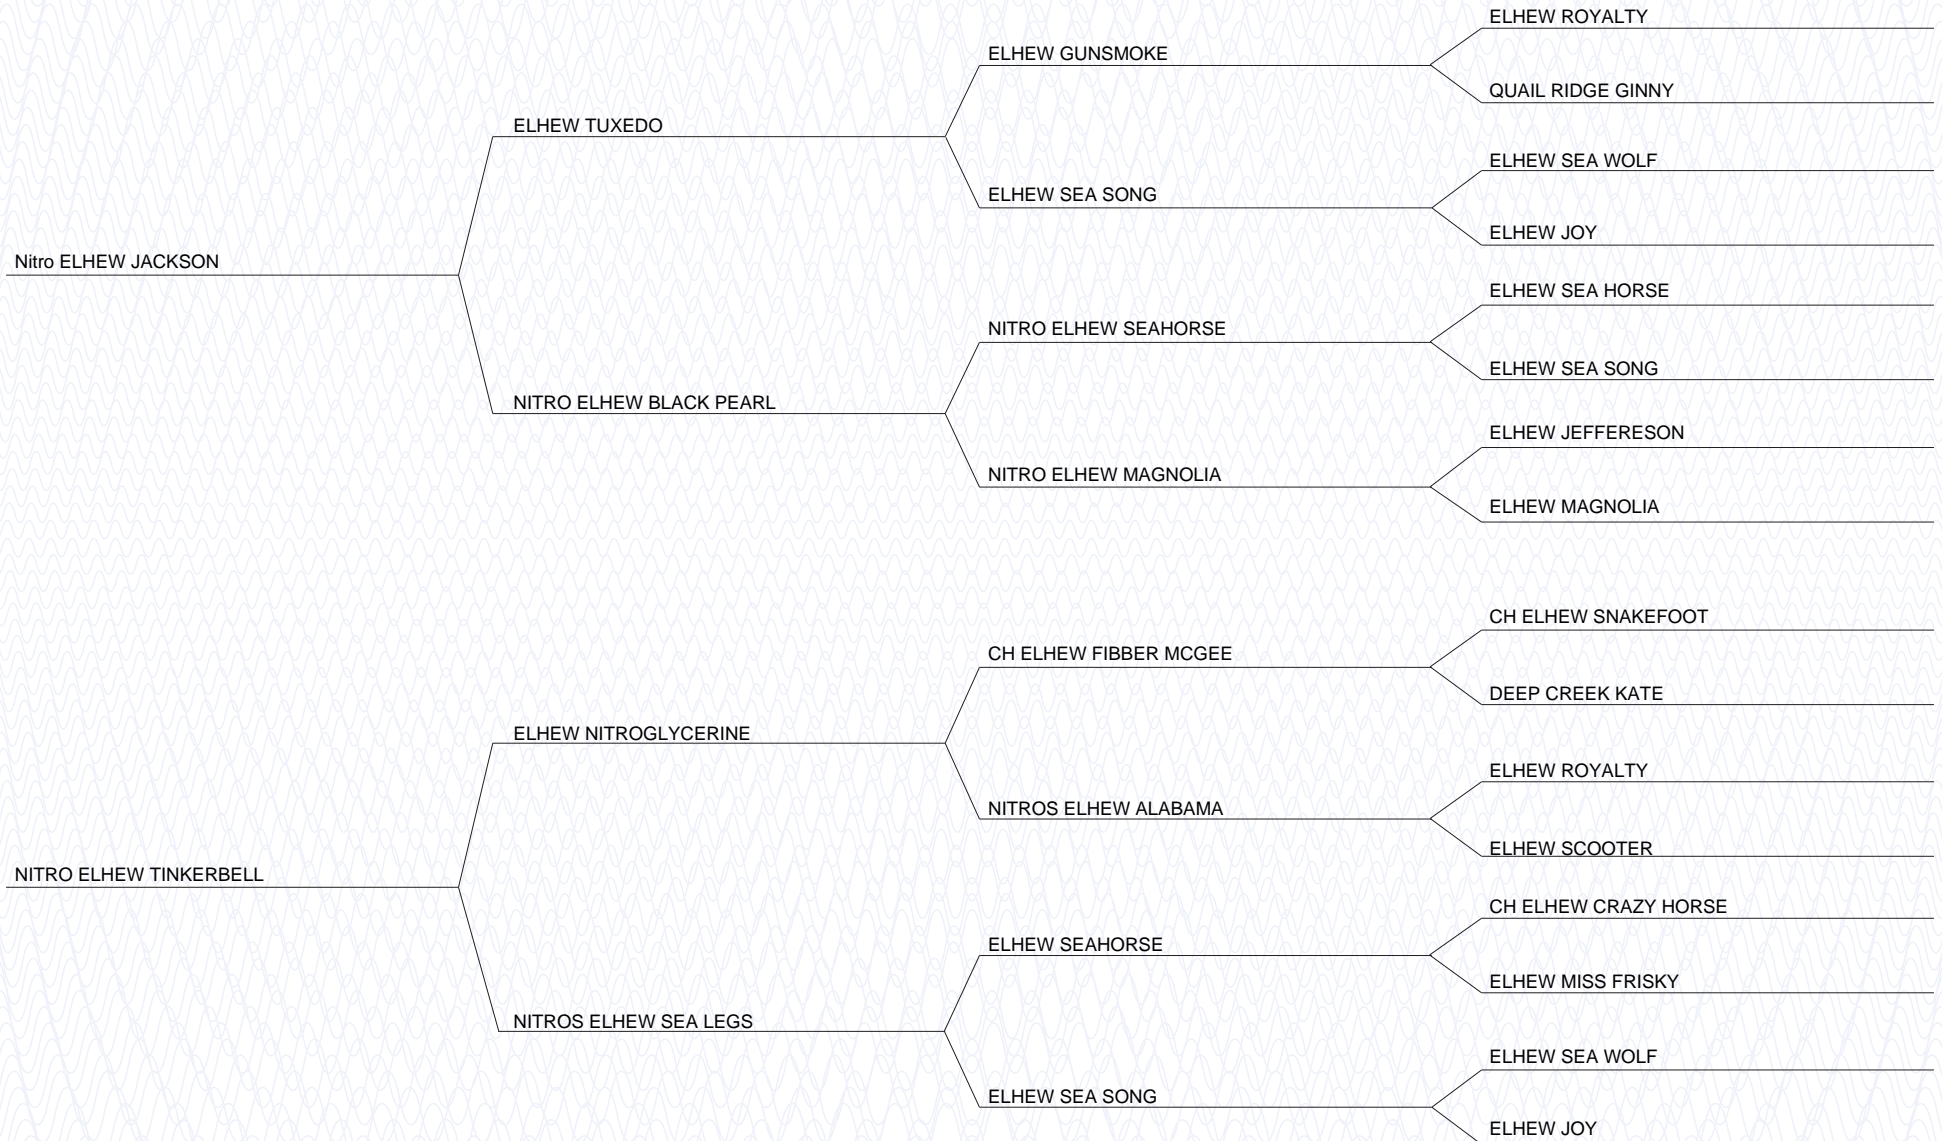 ELHEW ROYALTY
ELHEW GUNSMOKE
QUAIL RIDGE GINNY
ELHEW TUXEDO
ELHEW SEA WOLF
ELHEW SEA SONG
ELHEW JOY
Nitro ELHEW JACKSON
ELHEW SEA HORSE
NITRO ELHEW SEAHORSE
ELHEW SEA SONG
NITRO ELHEW BLACK PEARL
ELHEW JEFFERESON
NITRO ELHEW MAGNOLIA
ELHEW MAGNOLIA
CH ELHEW SNAKEFOOT
CH ELHEW FIBBER MCGEE
DEEP CREEK KATE
ELHEW NITROGLYCERINE
ELHEW ROYALTY
NITROS ELHEW ALABAMA
ELHEW SCOOTER
NITRO ELHEW TINKERBELL
CH ELHEW CRAZY HORSE
ELHEW SEAHORSE
ELHEW MISS FRISKY
NITROS ELHEW SEA LEGS
ELHEW SEA WOLF
ELHEW SEA SONG
ELHEW JOY